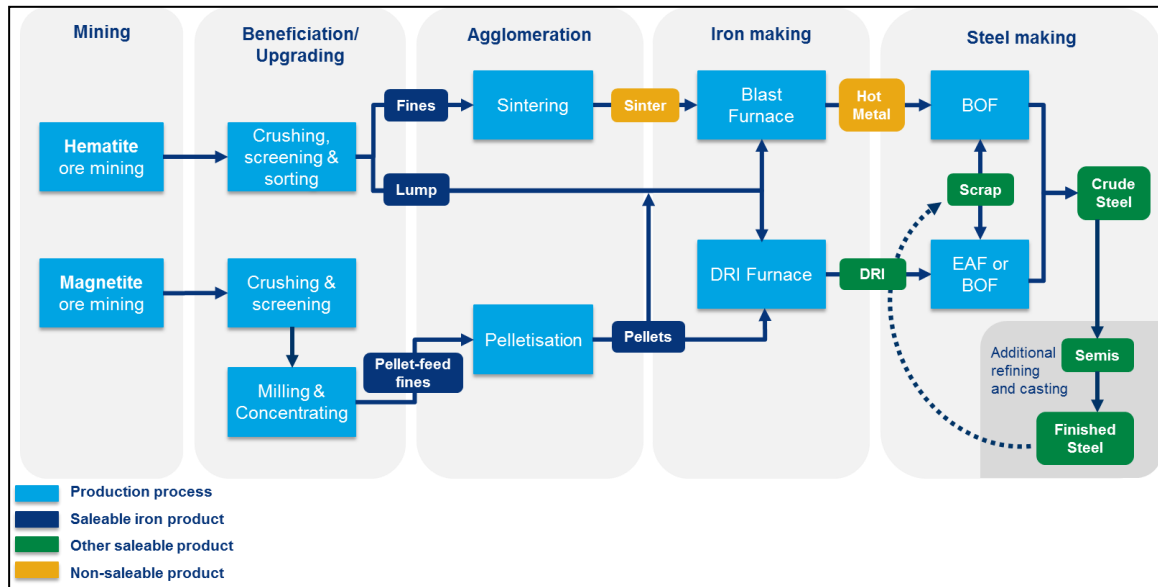 Mining
Beneficiation/
Upgrading
Agglomeration
Iron making
Steel making
Hematite
ore mining
Crushing,
screening &
sorting
Fines
Lump
Sintering
Sinter
Blast
Furnace
Hot
Metal
BOF
Scrap
Crude
Steel
Magnetite
ore mining
Crushing &
screening
Milling &
Concentrating
Pellet-feed
fines
Pelletisation
Pellets
DRI Furnace
DRI
EAF or
BOF
Additional
refining
and casting
Semis
Finished
Steel
Production process
Saleable iron product
Other saleable product
Non-saleable product